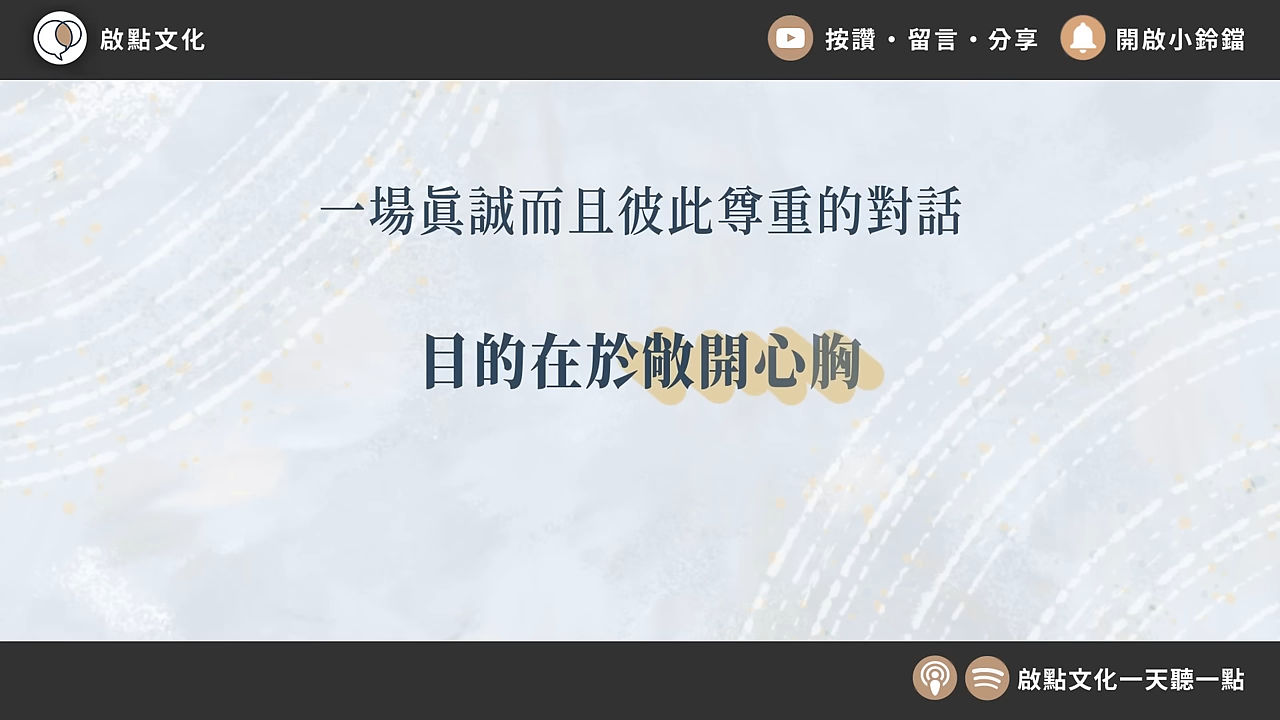 啟點文化
按讚・留言・分享
開啟小鈴鐺
一場真誠而且彼此尊重的對話
目的在於敞開心胸
啟點文化一天聽一點